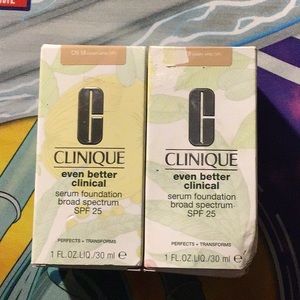 C
CLINIQUE
even better
clinical
serum foundation
broad spectrum
SPF 25
PERFECTS + TRANSFORMS
1 FL.OZ.LIQ./30 ml ℮
C
CLINIQUE
even better
clinical
serum foundation
broad spectrum
SPF 25
PERFECTS + TRANSFORMS
1 FL.OZ.LIQ./30 ml ℮